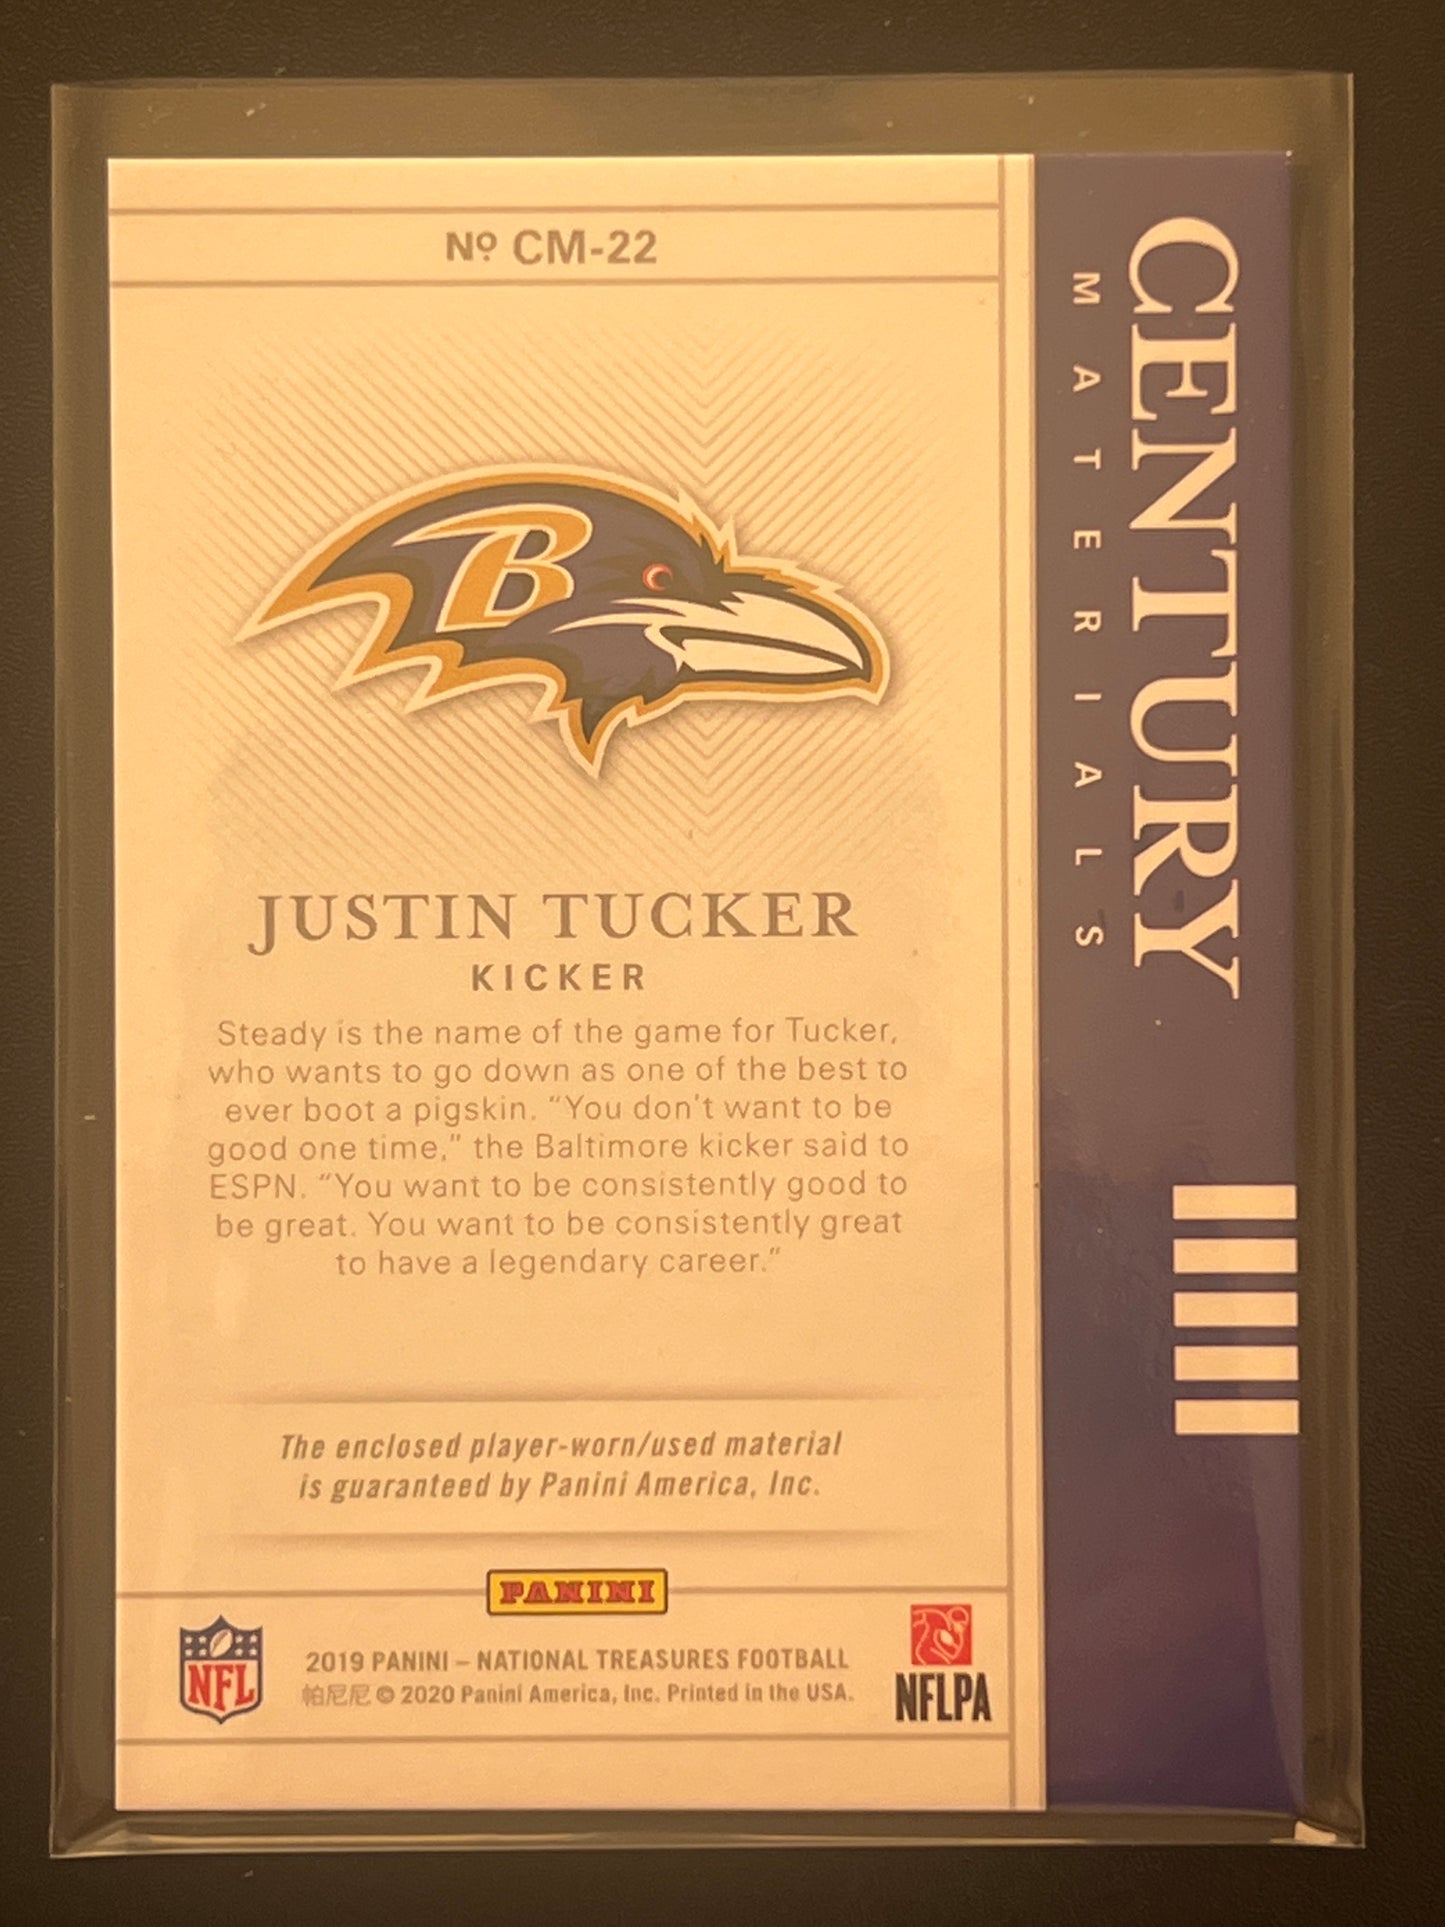 Nº CM-22
CENTURY
MATERIALS
B
JUSTIN TUCKER
KICKER
Steady is the name of the game for Tucker,
who wants to go down as one of the best to
ever boot a pigskin. “You don't want to be
good one time,” the Baltimore kicker said to
ESPN. “You want to be consistently good to
be great. You want to be consistently great
to have a legendary career.”
The enclosed player-worn/used material
is guaranteed by Panini America, Inc.
PANINI
NFL
2019 PANINI – NATIONAL TREASURES FOOTBALL
帕尼尼 © 2020 Panini America, Inc. Printed in the USA.
NFLPA